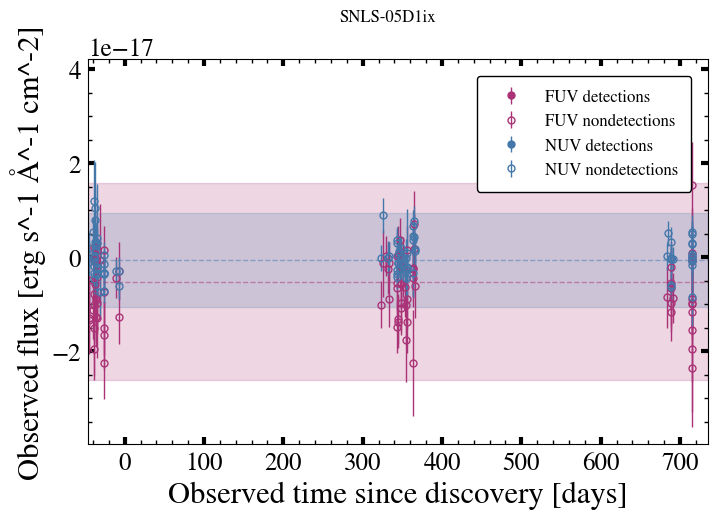 SNLS-05D1ix
1e−17
4
2
0
−2
Observed flux [erg s^-1 Å^-1 cm^-2]
FUV detections
FUV nondetections
NUV detections
NUV nondetections
0 100 200 300 400 500 600 700
Observed time since discovery [days]